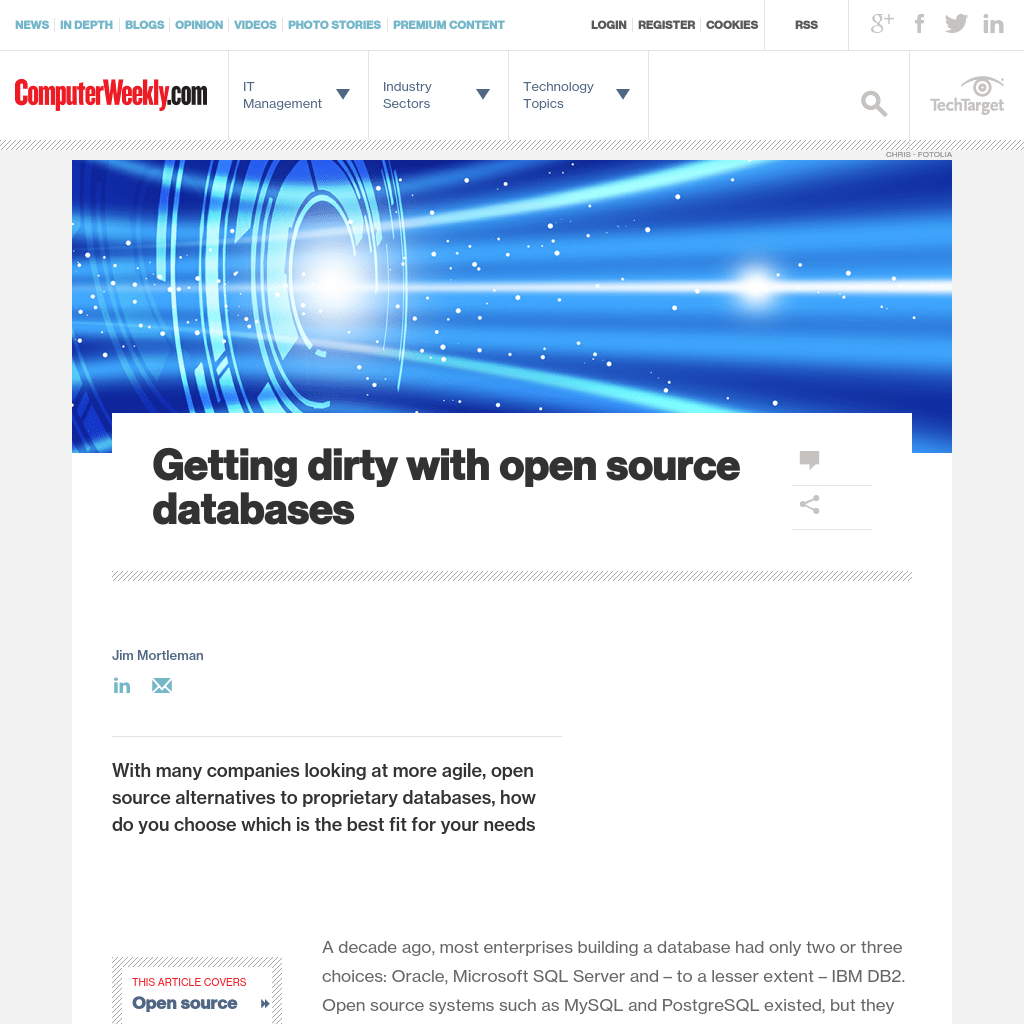 NEWS IN DEPTH BLOGS OPINION VIDEOS PHOTO STORIES PREMIUM CONTENT LOGIN REGISTER COOKIES RSS
ComputerWeekly.com
IT
Management
Industry
Sectors
Technology
Topics
TechTarget
CHRIS - FOTOLIA
Getting dirty with open source
databases
Jim Mortleman
With many companies looking at more agile, open
source alternatives to proprietary databases, how
do you choose which is the best fit for your needs
THIS ARTICLE COVERS
Open source
A decade ago, most enterprises building a database had only two or three
choices: Oracle, Microsoft SQL Server and – to a lesser extent – IBM DB2.
Open source systems such as MySQL and PostgreSQL existed, but they